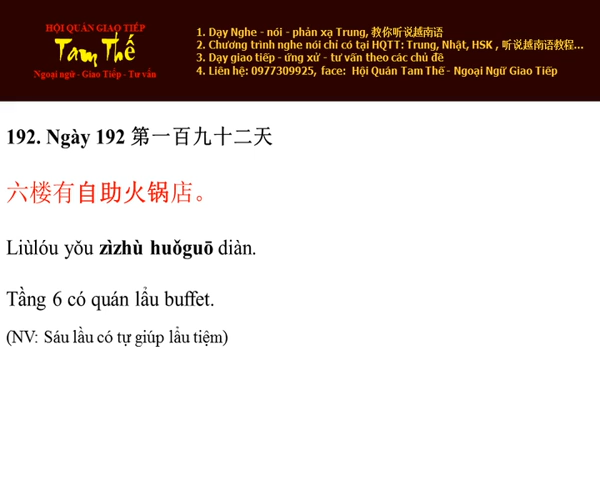 HỘI QUÁN GIAO TIẾP
Tam Thế
Ngoại ngữ - Giao Tiếp - Tư vấn
1. Dạy Nghe - nói - phản xạ Trung, 教你听说越南语
2. Chương trình nghe nói chỉ có tại HQTT: Trung, Nhật, HSK , 听说越南语教程...
3. Dạy giao tiếp - ứng xử - tư vấn theo các chủ đề
4. Liên hệ: 0977309925, face: Hội Quán Tam Thế - Ngoại Ngữ Giao Tiếp
192. Ngày 192 第一百九十二天
六楼有自助火锅店。
Liùlóu yǒu zìzhù huǒguō diàn.
Tầng 6 có quán lẩu buffet.
(NV: Sáu lầu có tự giúp lẩu tiệm)